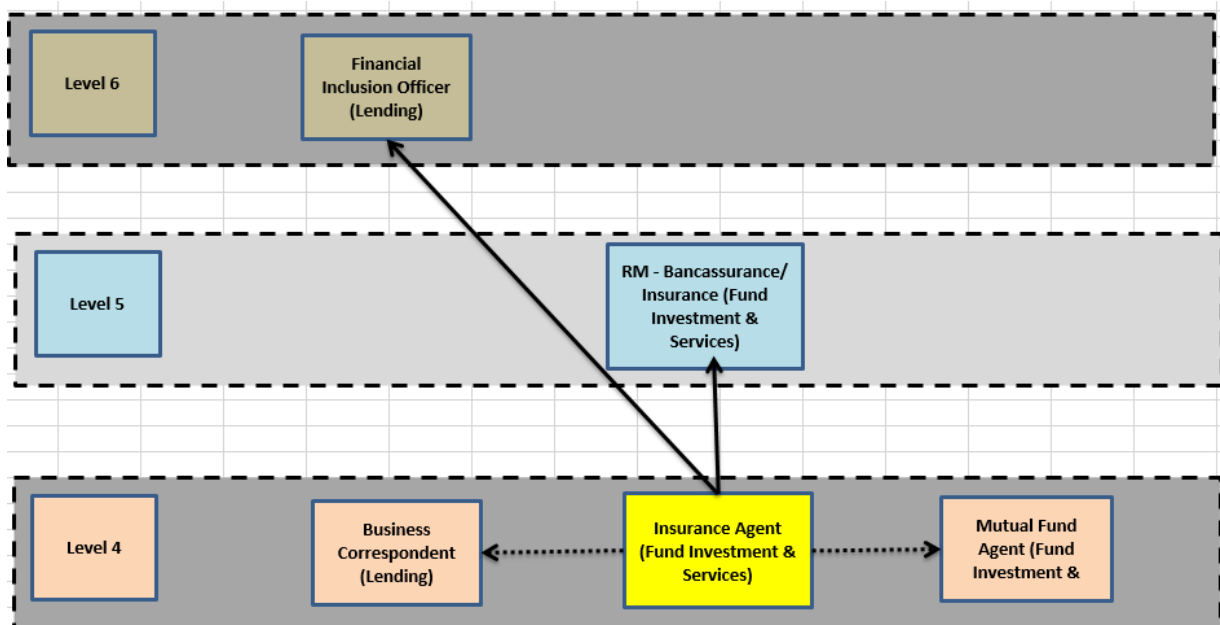 Level 6
Financial
Inclusion Officer
(Lending)
Level 5
RM - Bancassurance/
Insurance (Fund
Investment &
Services)
Level 4
Business
Correspondent
(Lending)
Insurance Agent
(Fund Investment &
Services)
Mutual Fund
Agent (Fund
Investment &